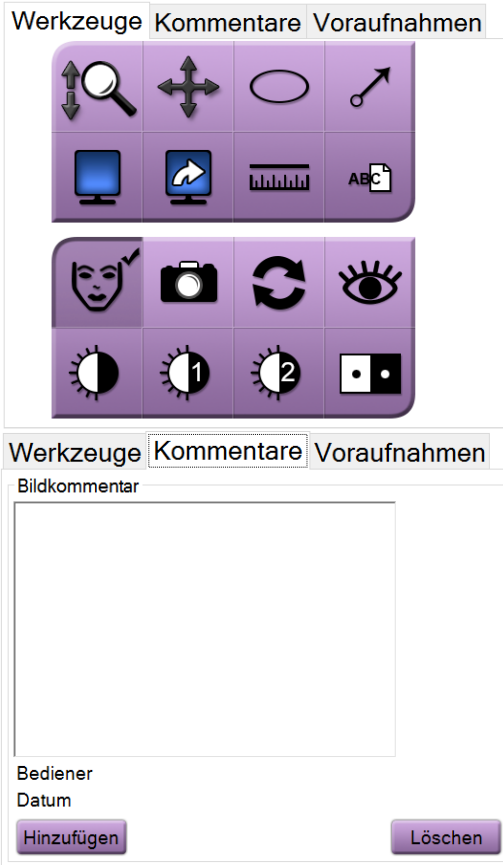 Werkzeuge Kommentare Voraufnahmen
ABC
1 2
Werkzeuge Kommentare Voraufnahmen
Bildkommentar
Bediener
Datum
Hinzufügen Löschen